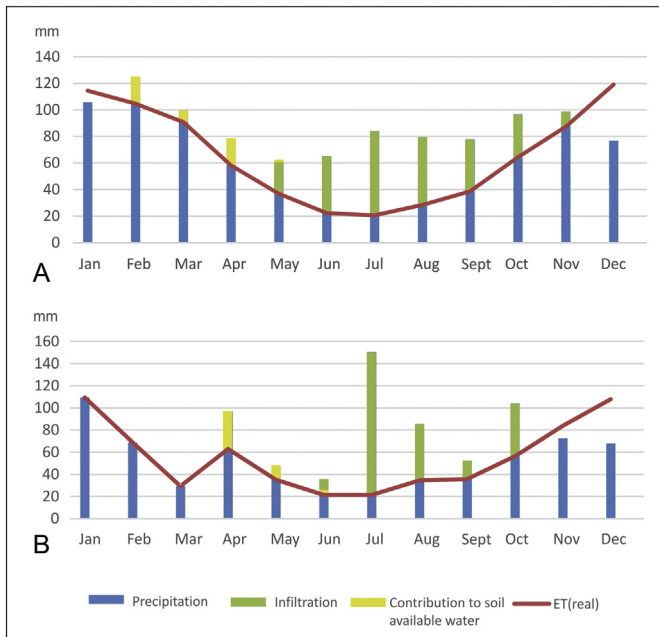 mm
140
120
100
80
60
40
20
0
Jan Feb Mar Apr May Jun Jul Aug Sept Oct Nov Dec
A
mm
160
140
120
100
80
60
40
20
0
Jan Feb Mar Apr May Jun Jul Aug Sept Oct Nov Dec
B
Precipitation Infiltration Contribution to soil ET(real)
available water